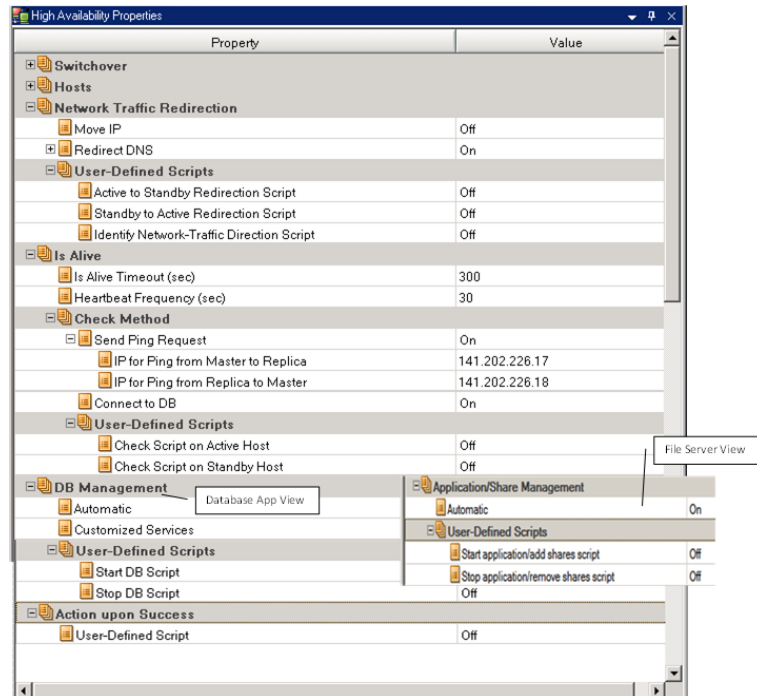 High Availability Properties
Property Value
Switchover
Hosts
Network Traffic Redirection
Move IP Off
Redirect DNS On
User-Defined Scripts
Active to Standby Redirection Script Off
Standby to Active Redirection Script Off
Identify Network-Traffic Direction Script Off
Is Alive
Is Alive Timeout (sec) 300
Heartbeat Frequency (sec) 30
Check Method
Send Ping Request On
IP for Ping from Master to Replica 141.202.226.17
IP for Ping from Replica to Master 141.202.226.18
Connect to DB On
User-Defined Scripts
Check Script on Active Host Off
File Server View
Check Script on Standby Host Off
DB Management
Database App View
Automatic
Customized Services
User-Defined Scripts
Start DB Script
Stop DB Script Off
Application/Share Management
Automatic On
User-Defined Scripts
Start application/add shares script Off
Stop application/remove shares script Off
Action upon Success
User-Defined Script Off